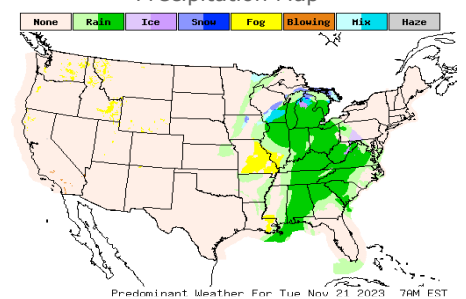 Precipitation Map
None Rain Ice Snow Fog Blowing Mix Haze
Predominant Weather For Tue Nov 21 2023 7AM EST